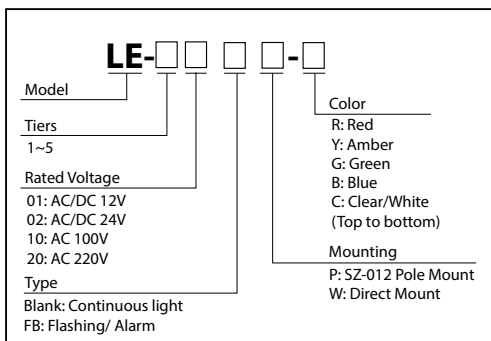 LE-□□ □ □-□
Model
Tiers
1~5
Rated Voltage
01: AC/DC 12V
02: AC/DC 24V
10: AC 100V
20: AC 220V
Type
Blank: Continuous light
FB: Flashing/ Alarm
Color
R: Red
Y: Amber
G: Green
B: Blue
C: Clear/White
(Top to bottom)
Mounting
P: SZ-012 Pole Mount
W: Direct Mount